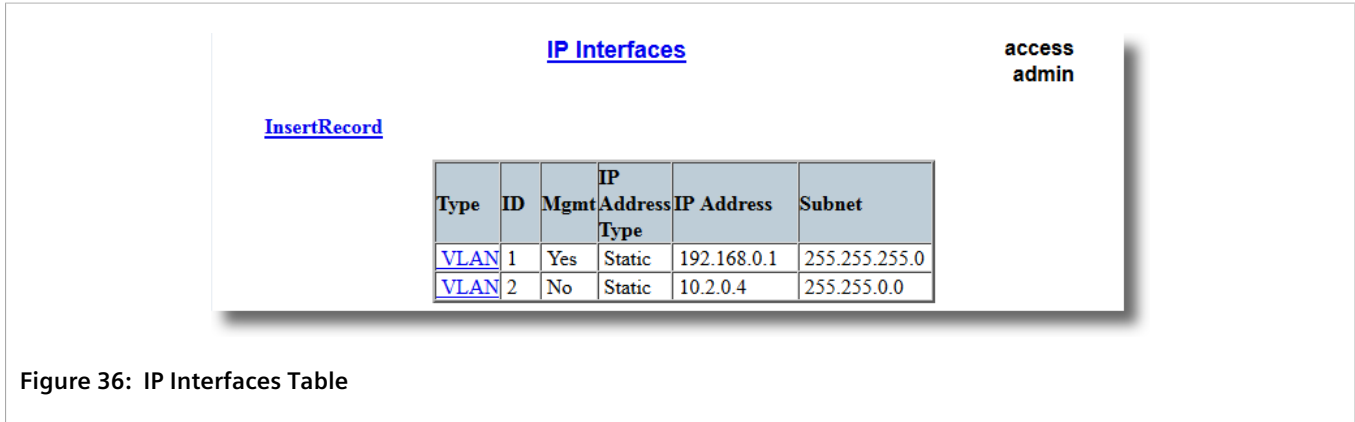 IP Interfaces
access
admin
InsertRecord
Type ID Mgmt IP Address Type IP Address Subnet
VLAN 1 Yes Static 192.168.0.1 255.255.255.0
VLAN 2 No Static 10.2.0.4 255.255.0.0
Figure 36: IP Interfaces Table